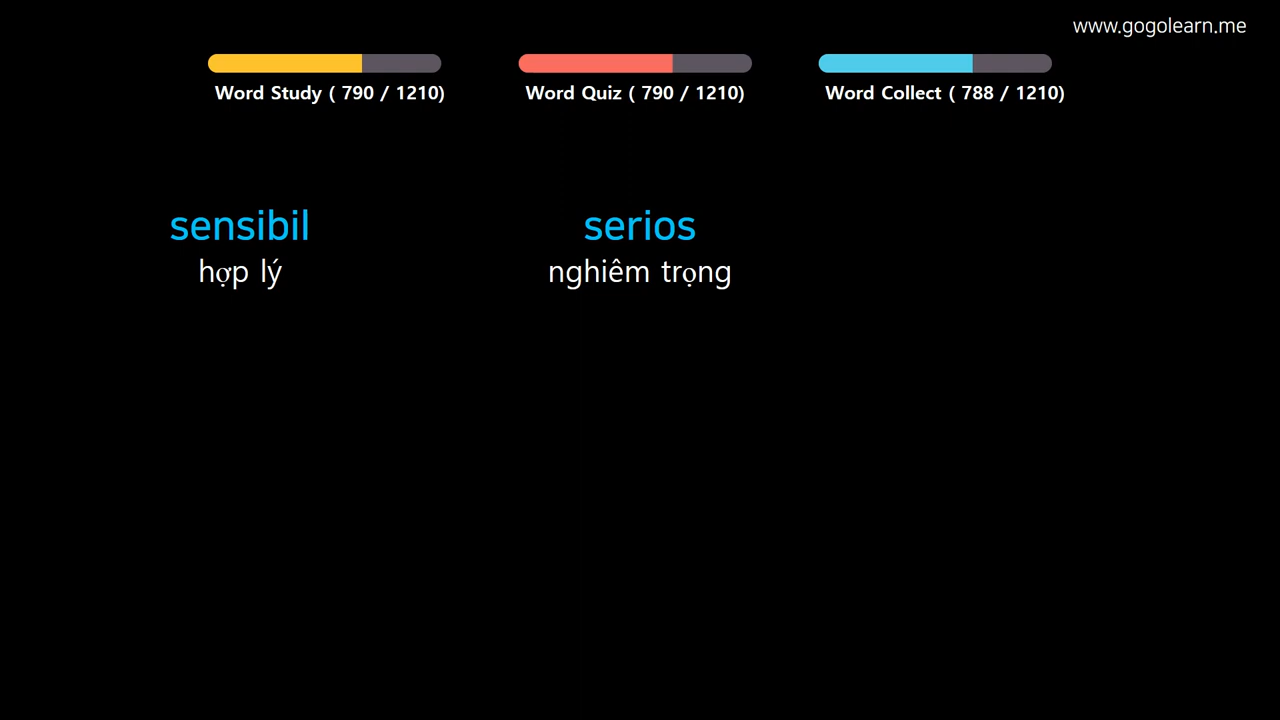 www.gogolearn.me
Word Study ( 790 / 1210)
Word Quiz ( 790 / 1210)
Word Collect ( 788 / 1210)
sensibil
hợp lý
serios
nghiêm trọng